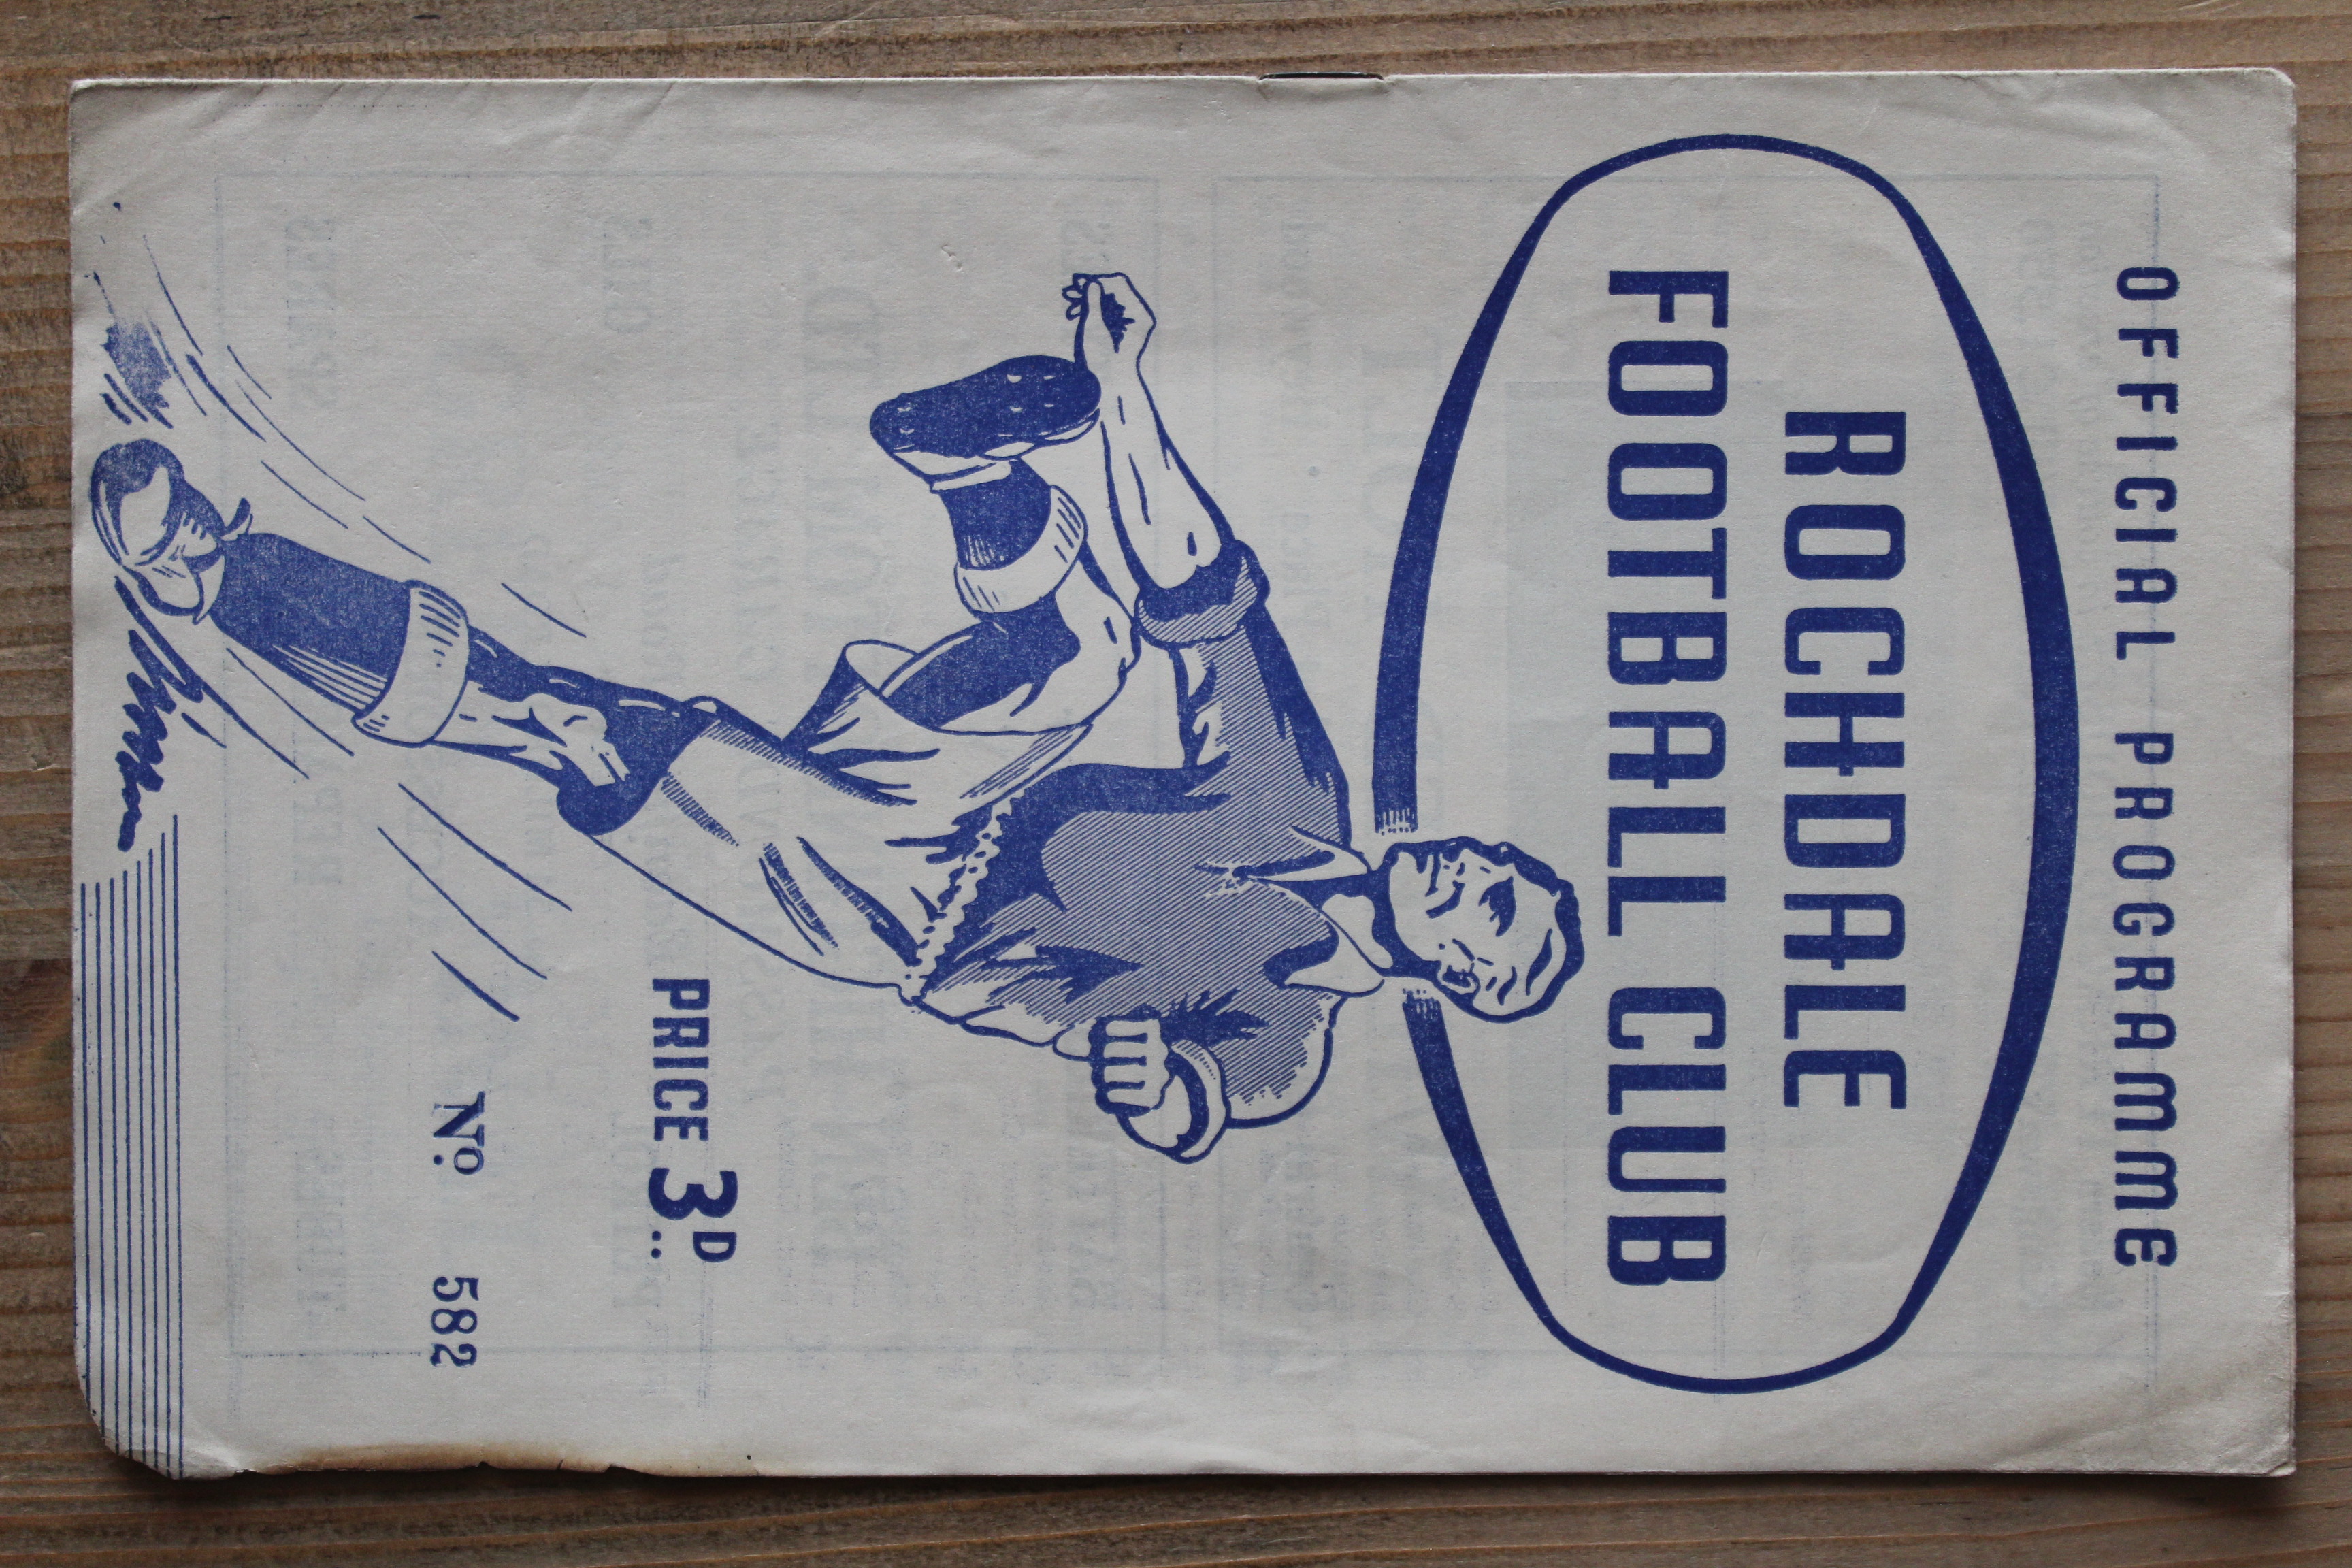 OFFICIAL PROGRAMME
ROCHDALE
FOOTBALL CLUB
PRICE 3D..
No. 582